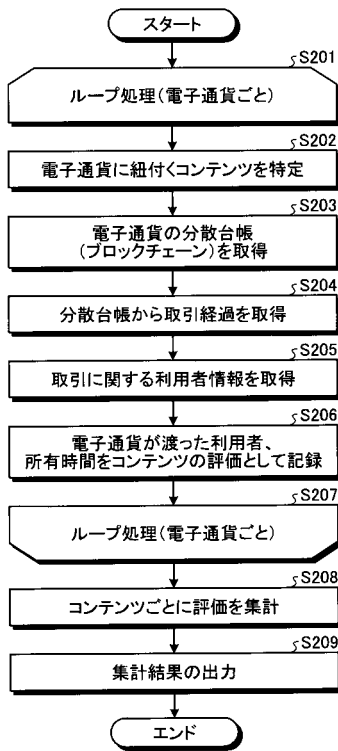 スタート
S201
ループ処理(電子通貨ごと)
S202
電子通貨に紐付くコンテンツを特定
S203
電子通貨の分散台帳
(ブロックチェーン)を取得
S204
分散台帳から取引経過を取得
S205
取引に関する利用者情報を取得
S206
電子通貨が渡った利用者、
所有時間をコンテンツの評価として記録
S207
ループ処理(電子通貨ごと)
S208
コンテンツごとに評価を集計
S209
集計結果の出力
エンド